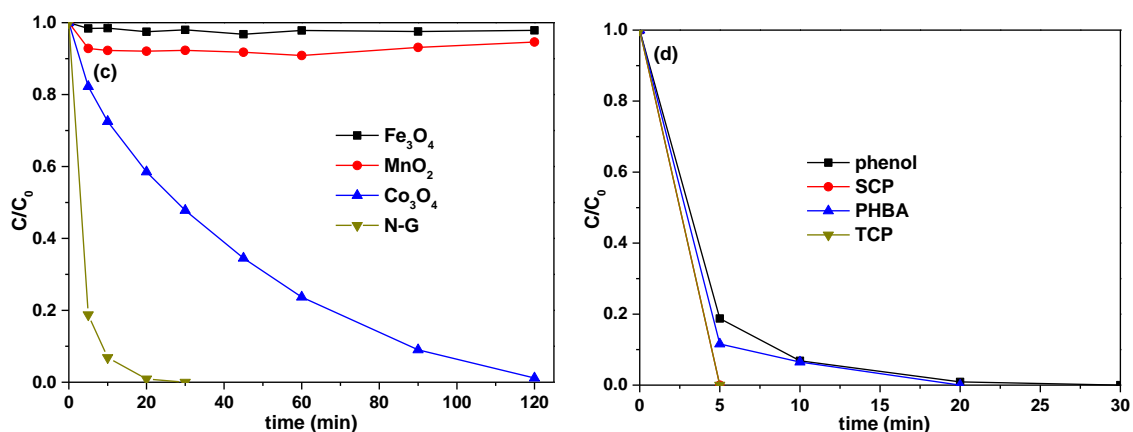 (c)
C/C₀
1.0
0.8
0.6
0.4
0.2
0.0
Fe₃O₄
MnO₂
Co₃O₄
N-G
0 20 40 60 80 100 120
time (min)
(d)
C/C₀
1.0
0.8
0.6
0.4
0.2
0.0
phenol
SCP
PHBA
TCP
0 5 10 15 20 25 30
time (min)